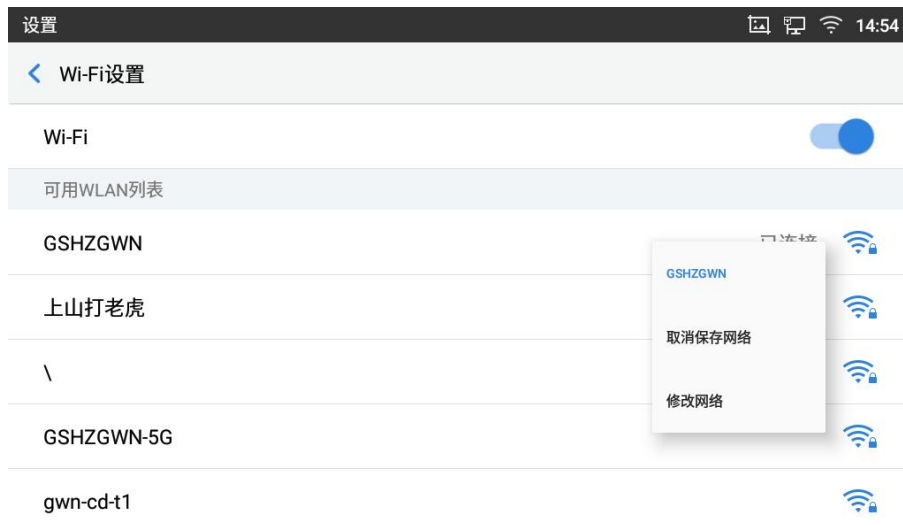 设置
14:54
Wi-Fi设置
Wi-Fi
可用WLAN列表
GSHZGWN
GSHZGWN
上山打老虎
取消保存网络
\
修改网络
GSHZGWN-5G
gwn-cd-t1